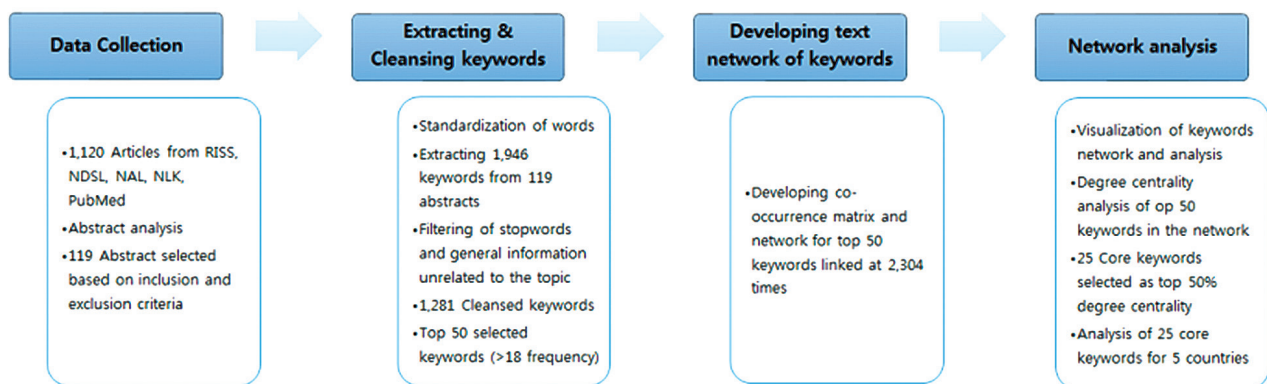 Data Collection
•1,120 Articles from RISS,
NDSL, NAL, NLK,
PubMed
•Abstract analysis
•119 Abstract selected
based on inclusion and
exclusion criteria
Extracting &
Cleansing keywords
•Standardization of words
•Extracting 1,946
keywords from 119
abstracts
•Filtering of stopwords
and general information
unrelated to the topic
•1,281 Cleansed keywords
•Top 50 selected
keywords (>18 frequency)
Developing text
network of keywords
•Developing co-
occurrence matrix and
network for top 50
keywords linked at 2,304
times
Network analysis
•Visualization of keywords
network and analysis
•Degree centrality
analysis of op 50
keywords in the network
•25 Core keywords
selected as top 50%
degree centrality
•Analysis of 25 core
keywords for 5 countries